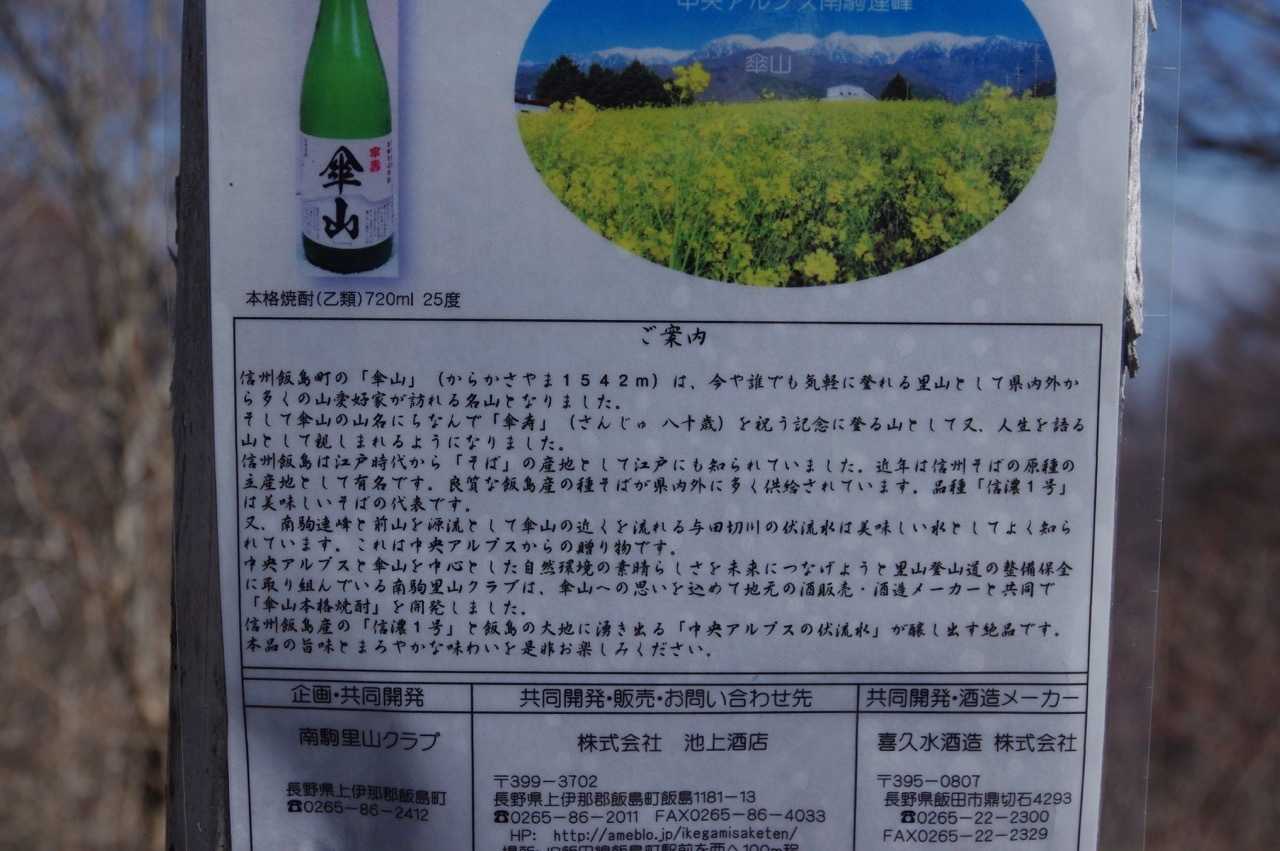 中央アルプス南駒連峰
傘山
傘寿
傘山
本格焼酎(乙類)720ml 25度
ご案内
信州飯島町の「傘山」（からかさやま１５４２ｍ）は、今や誰でも気軽に登れる里山として県内外か
ら多くの山愛好家が訪れる名山となりました。
そして傘山の山名にちなんで「傘寿」（さんじゅ 八十歳）を祝う記念に登る山として又、人生を語る
山として親しまれるようになりました。
信州飯島は江戸時代から「そば」の産地として江戸にも知られていました。近年は信州そばの原種の
主産地として有名です。良質な飯島産の種そばが県内外に多く供給されています。品種「信濃１号」
は美味しいそばの代表です。
又、南駒連峰と前山を源流として傘山の近くを流れる与田切川の伏流水は美味しい水としてよく知ら
れています。これは中央アルプスからの贈り物です。
中央アルプスと傘山を中心とした自然環境の素晴らしさを未来につなげようと里山登山道の整備保全
に取り組んでいる南駒里山クラブは、傘山への思いを込めて地元の酒販売・酒造メーカーと共同で
「傘山本格焼酎」を開発しました。
信州飯島産の「信濃１号」と飯島の大地に湧き出る「中央アルプスの伏流水」が醸し出す絶品です。
本品の旨味とまろやかな味わいを是非お楽しみください。
企画・共同開発
南駒里山クラブ
長野県上伊那郡飯島町
☎0265－86－2412
共同開発・販売・お問い合わせ先
株式会社 池上酒店
〒399－3702
長野県上伊那郡飯島町飯島1181－13
☎0265－86－2011 FAX0265－86－4033
HP: http://ameblo.jp/ikegamisaketen/
場所:JR飯田線飯島町駅前を西へ100m程
共同開発・酒造メーカー
喜久水酒造 株式会社
〒395－0807
長野県飯田市鼎切石4293
☎0265－22－2300
FAX0265－22－2329